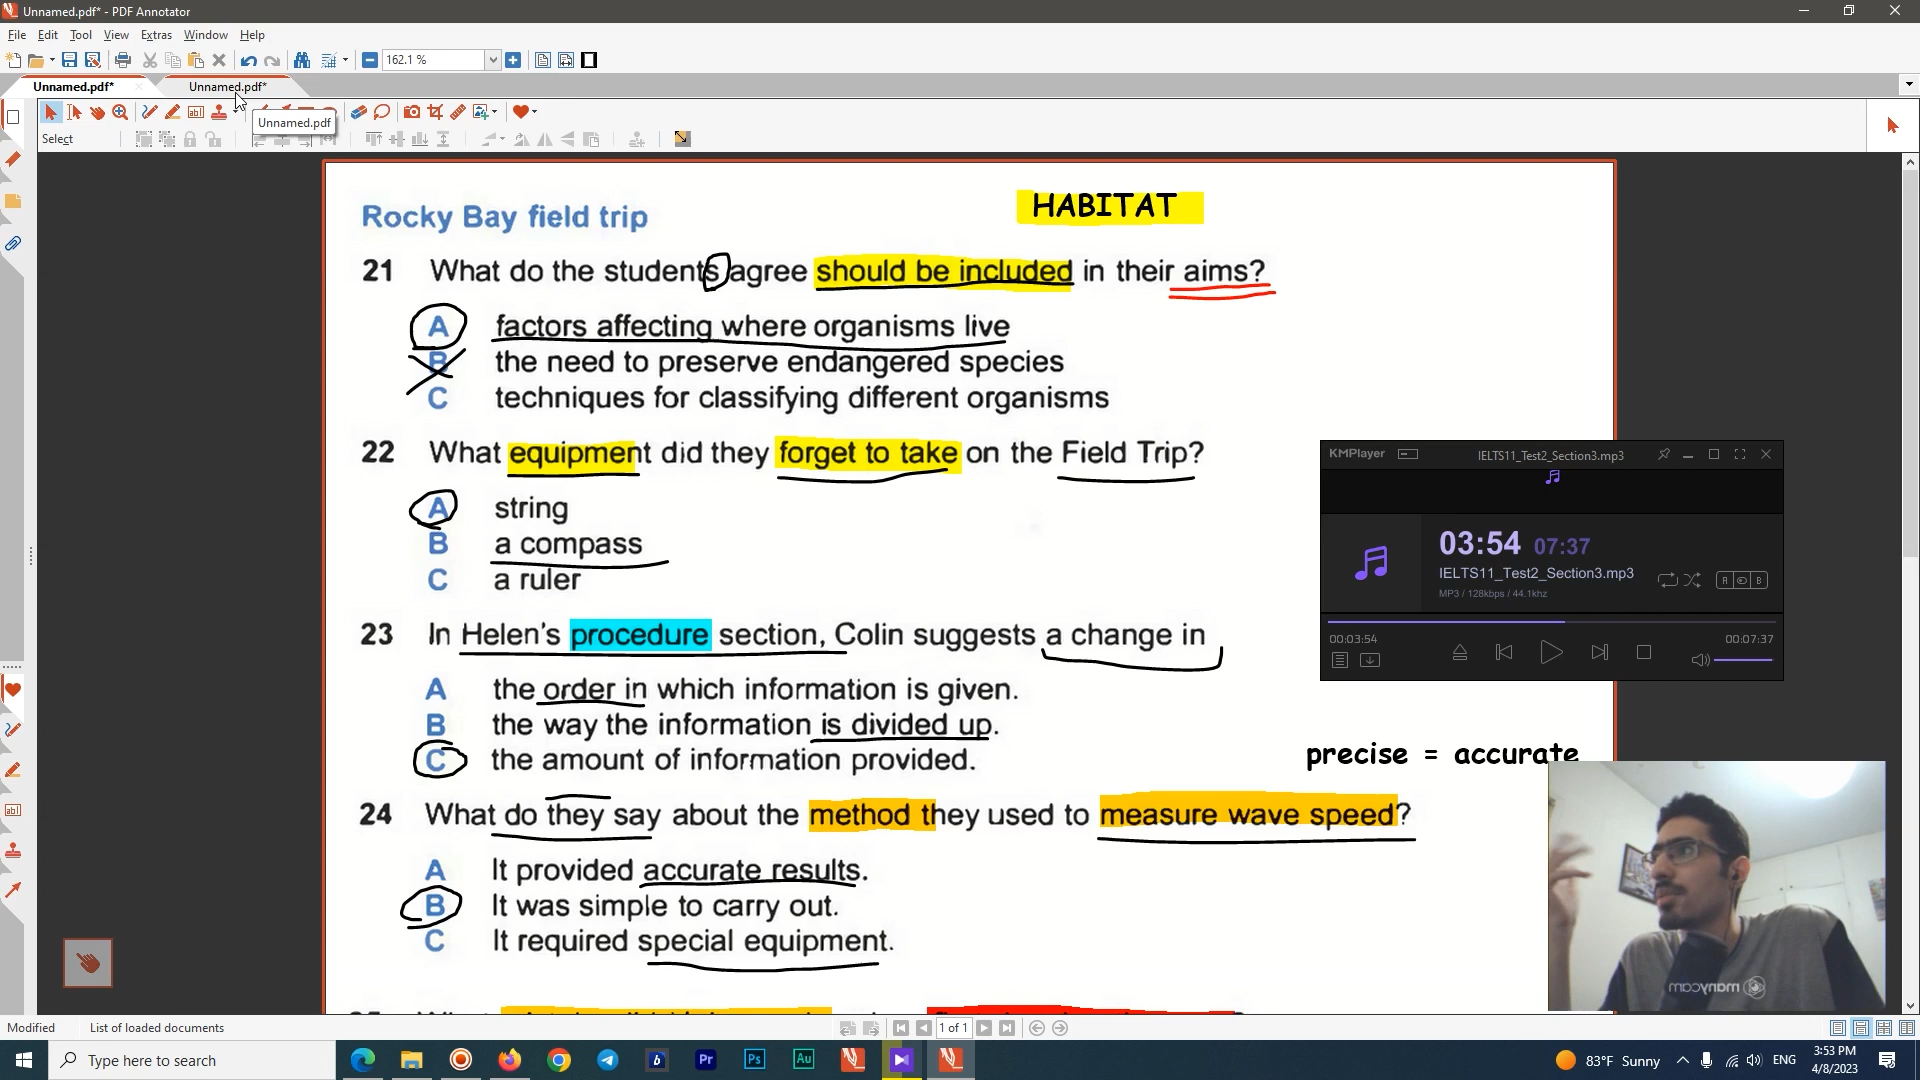 Unnamed.pdf* - PDF Annotator
File Edit Tool View Extras Window Help
162.1 %
Unnamed.pdf* Unnamed.pdf*
Unnamed.pdf
Select
Rocky Bay field trip
HABITAT
21 What do the students agree should be included in their aims?
A factors affecting where organisms live
B the need to preserve endangered species
C techniques for classifying different organisms
22 What equipment did they forget to take on the Field Trip?
A string
B a compass
C a ruler
KMPlayer IELTS11_Test2_Section3.mp3
03:54 07:37
IELTS11_Test2_Section3.mp3
MP3 / 128kbps / 44.1khz
A B
00:03:54 00:07:37
23 In Helen's procedure section, Colin suggests a change in
A the order in which information is given.
B the way the information is divided up.
C the amount of information provided.
precise = accurate
24 What do they say about the method they used to measure wave speed?
A It provided accurate results.
B It was simple to carry out.
C It required special equipment.
manycam
Modified List of loaded documents 1 of 1
Type here to search
b Pr Ps Au
83°F Sunny ENG 3:53 PM
4/8/2023